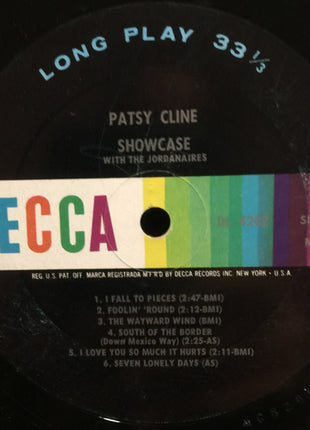 LONG PLAY 33 1/3
PATSY CLINE
SHOWCASE
WITH THE JORDANAIRES
ECCA
REG. U.S. PAT. OFF. MARCA REGISTRADA M'F'R'D BY DECCA RECORDS INC. NEW YORK • U.S.A.
1. I FALL TO PIECES (2:47-BMI)
2. FOOLIN' 'ROUND (2:12-BMI)
3. THE WAYWARD WIND (BMI)
4. SOUTH OF THE BORDER
(Down Mexico Way) (2:25-AS)
5. I LOVE YOU SO MUCH IT HURTS (2:11-BMI)
6. SEVEN LONELY DAYS (AS)